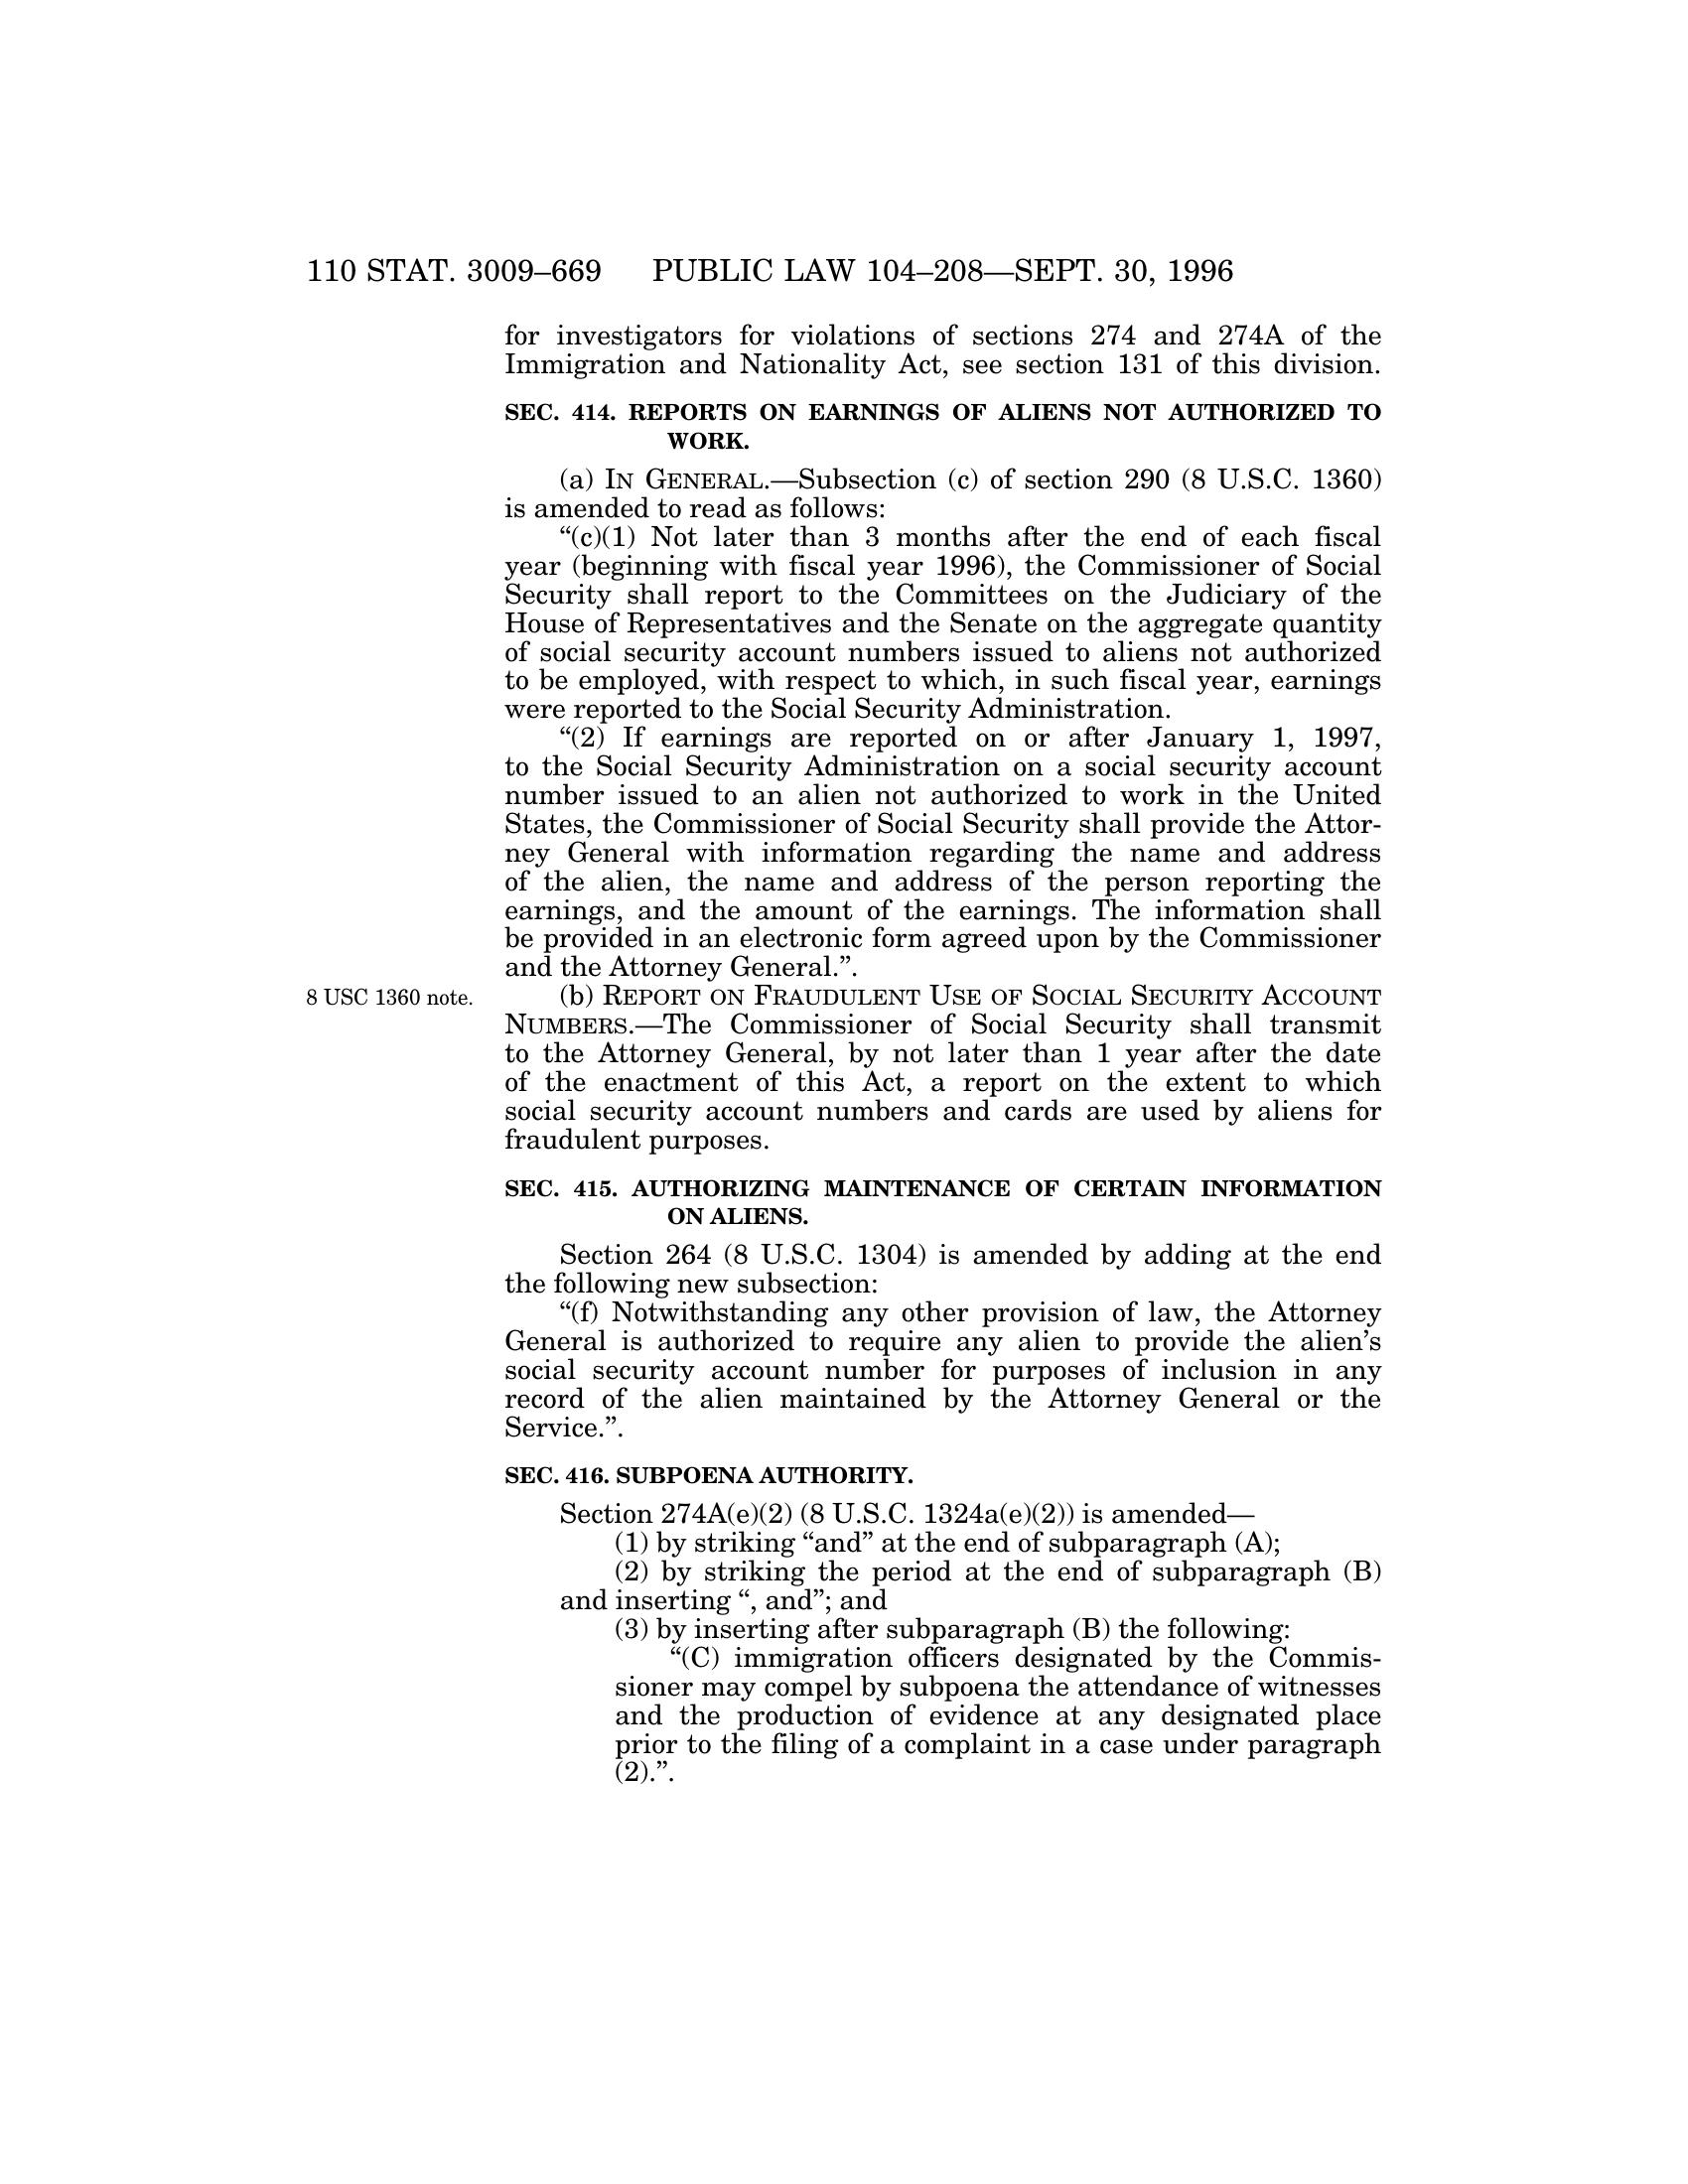 110 STAT. 3009–669 PUBLIC LAW 104–208—SEPT. 30, 1996
for investigators for violations of sections 274 and 274A of the
Immigration and Nationality Act, see section 131 of this division.
SEC. 414. REPORTS ON EARNINGS OF ALIENS NOT AUTHORIZED TO
WORK.
(a) IN GENERAL.—Subsection (c) of section 290 (8 U.S.C. 1360)
is amended to read as follows:
“(c)(1) Not later than 3 months after the end of each fiscal
year (beginning with fiscal year 1996), the Commissioner of Social
Security shall report to the Committees on the Judiciary of the
House of Representatives and the Senate on the aggregate quantity
of social security account numbers issued to aliens not authorized
to be employed, with respect to which, in such fiscal year, earnings
were reported to the Social Security Administration.
“(2) If earnings are reported on or after January 1, 1997,
to the Social Security Administration on a social security account
number issued to an alien not authorized to work in the United
States, the Commissioner of Social Security shall provide the Attor-
ney General with information regarding the name and address
of the alien, the name and address of the person reporting the
earnings, and the amount of the earnings. The information shall
be provided in an electronic form agreed upon by the Commissioner
and the Attorney General.”.
8 USC 1360 note.
(b) REPORT ON FRAUDULENT USE OF SOCIAL SECURITY ACCOUNT
NUMBERS.—The Commissioner of Social Security shall transmit
to the Attorney General, by not later than 1 year after the date
of the enactment of this Act, a report on the extent to which
social security account numbers and cards are used by aliens for
fraudulent purposes.
SEC. 415. AUTHORIZING MAINTENANCE OF CERTAIN INFORMATION
ON ALIENS.
Section 264 (8 U.S.C. 1304) is amended by adding at the end
the following new subsection:
“(f) Notwithstanding any other provision of law, the Attorney
General is authorized to require any alien to provide the alien’s
social security account number for purposes of inclusion in any
record of the alien maintained by the Attorney General or the
Service.”.
SEC. 416. SUBPOENA AUTHORITY.
Section 274A(e)(2) (8 U.S.C. 1324a(e)(2)) is amended—
(1) by striking “and” at the end of subparagraph (A);
(2) by striking the period at the end of subparagraph (B)
and inserting “, and”; and
(3) by inserting after subparagraph (B) the following:
“(C) immigration officers designated by the Commis-
sioner may compel by subpoena the attendance of witnesses
and the production of evidence at any designated place
prior to the filing of a complaint in a case under paragraph
(2).”.